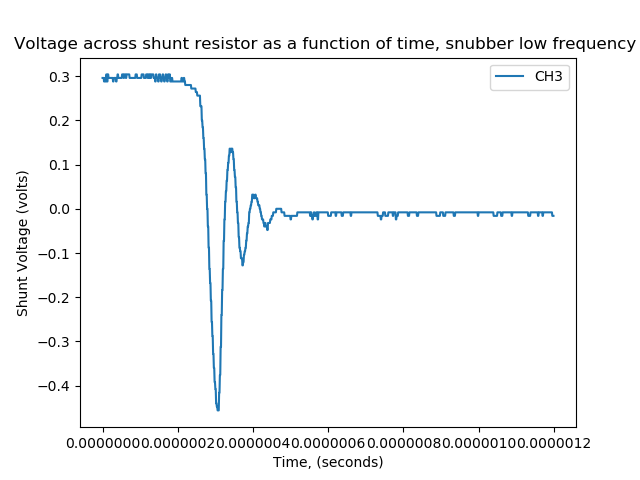 Voltage across shunt resistor as a function of time, snubber low frequency
CH3
0.3
0.2
0.1
0.0
−0.1
−0.2
−0.3
−0.4
Shunt Voltage (volts)
0.0000000 0.0000002 0.0000004 0.0000006 0.0000008 0.0000010 0.0000012
Time, (seconds)